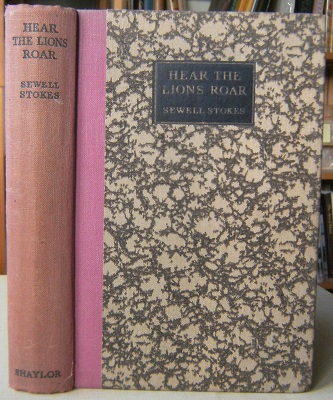 HEAR
THE LIONS
ROAR
SEWELL
STOKES
SHAYLOR
HEAR THE
LIONS ROAR
SEWELL STOKES